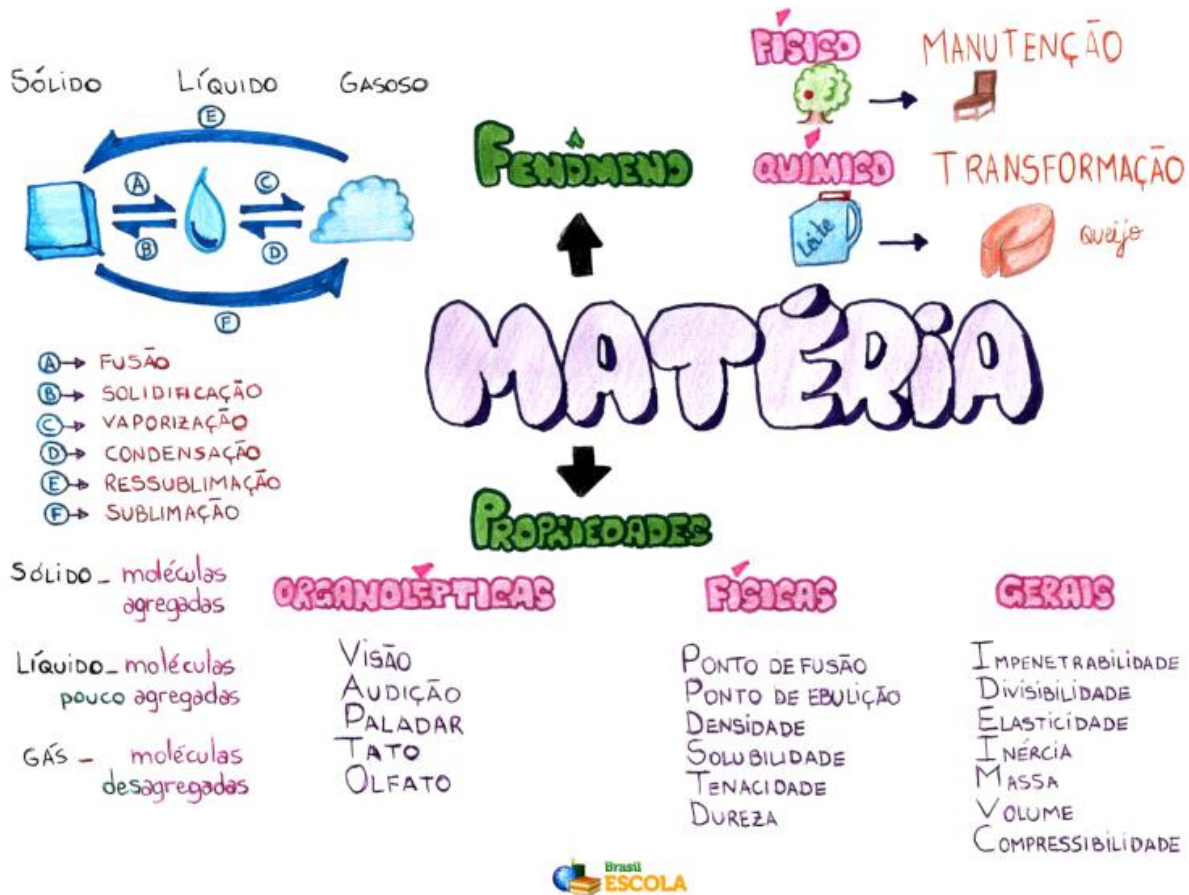 SÓLIDO LÍQUIDO GASOSO
E
A C
B D
F
A → FUSÃO
B → SOLIDIFICAÇÃO
C → VAPORIZAÇÃO
D → CONDENSAÇÃO
E → RESSUBLIMAÇÃO
F → SUBLIMAÇÃO
SÓLIDO - moléculas
agregadas
LÍQUIDO - moléculas
pouco agregadas
GÁS - moléculas
desagregadas
FENÔMENO
FÍSICO → MANUTENÇÃO
QUÍMICO TRANSFORMAÇÃO
Leite → Queijo
MATÉRIA
PROPRIEDADES
ORGANOLÉPTICAS
VISÃO
AUDIÇÃO
PALADAR
TATO
OLFATO
FÍSICAS
PONTO DE FUSÃO
PONTO DE EBULIÇÃO
DENSIDADE
SOLUBILIDADE
TENACIDADE
DUREZA
GERAIS
IMPENETRABILIDADE
DIVISIBILIDADE
ELASTICIDADE
INÉRCIA
MASSA
VOLUME
COMPRESSIBILIDADE
Brasil
ESCOLA